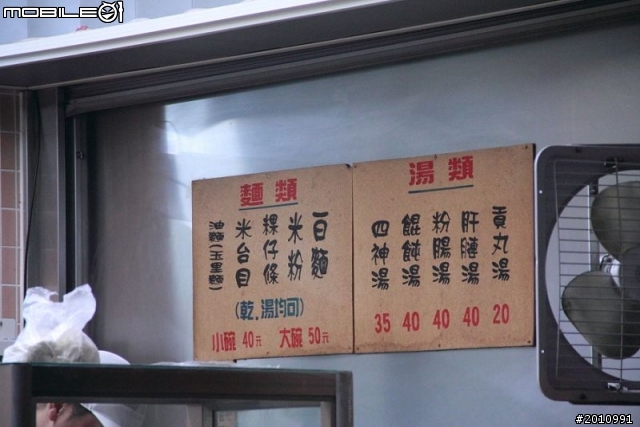 MOBILE01
麵類
白麵
米粉
粿仔條
米台目
油麵(玉里麵)
(乾.湯均可)
小碗 40元 大碗 50元
湯類
貢丸湯 20
肝膳湯 40
粉腸湯 40
餛飩湯 40
四神湯 35
#2010991